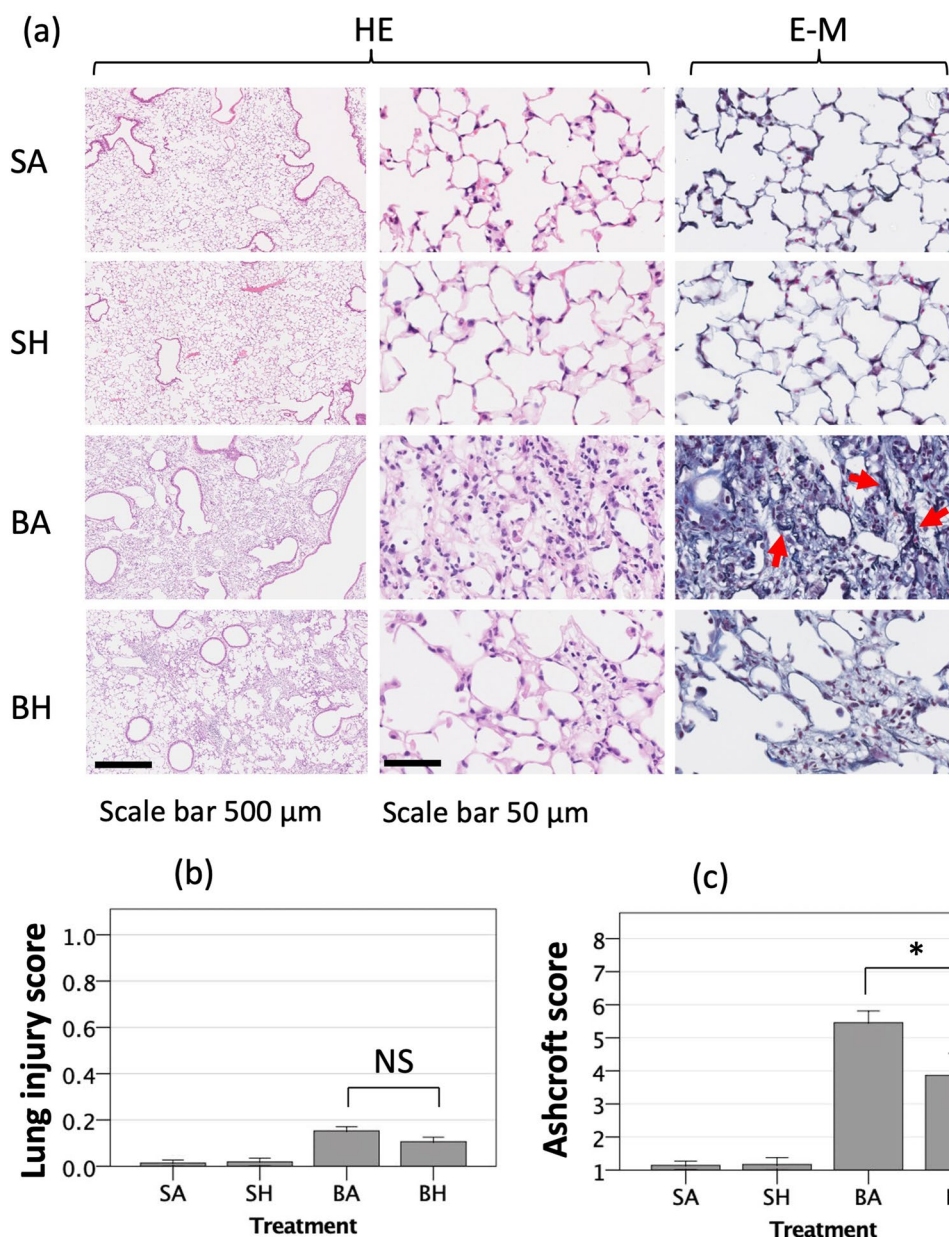 (a)
HE
E-M
SA
SH
BA
BH
Scale bar 500 µm
Scale bar 50 µm
(b)
Lung injury score
1.0
0.8
0.6
0.4
0.2
0.0
NS
SA SH BA BH
Treatment
(c)
Ashcroft score
8
7
6
5
4
3
2
1
*
SA SH BA
Treatment